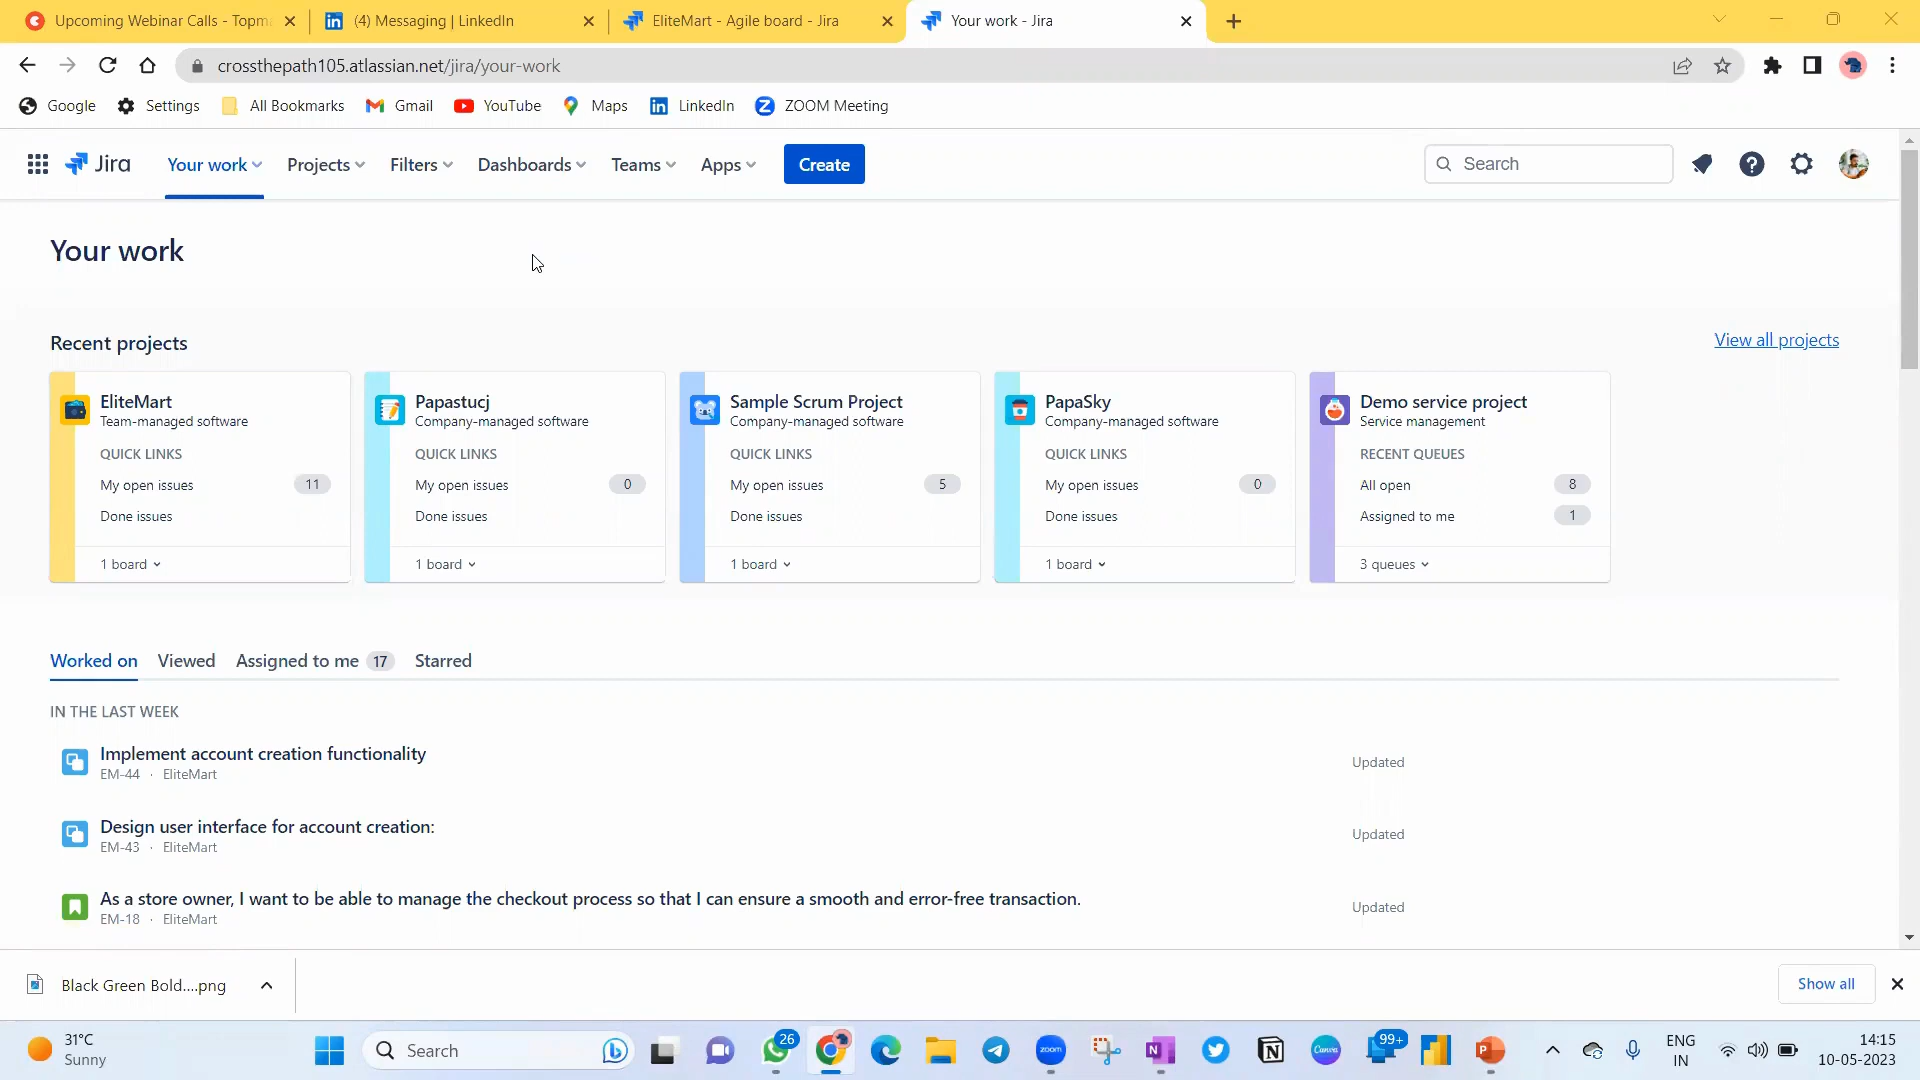 Upcoming Webinar Calls - Topma
(4) Messaging | LinkedIn
EliteMart - Agile board - Jira
Your work - Jira
crossthepath105.atlassian.net/jira/your-work
Google
Settings
All Bookmarks
Gmail
YouTube
Maps
LinkedIn
ZOOM Meeting
Jira
Your work
Projects
Filters
Dashboards
Teams
Apps
Create
Search
Your work
Recent projects
View all projects
EliteMart
Team-managed software
QUICK LINKS
My open issues 11
Done issues
1 board
Papastucj
Company-managed software
QUICK LINKS
My open issues 0
Done issues
1 board
Sample Scrum Project
Company-managed software
QUICK LINKS
My open issues 5
Done issues
1 board
PapaSky
Company-managed software
QUICK LINKS
My open issues 0
Done issues
1 board
Demo service project
Service management
RECENT QUEUES
All open 8
Assigned to me 1
3 queues
Worked on
Viewed
Assigned to me 17
Starred
IN THE LAST WEEK
Implement account creation functionality
EM-44 · EliteMart
Updated
Design user interface for account creation:
EM-43 · EliteMart
Updated
As a store owner, I want to be able to manage the checkout process so that I can ensure a smooth and error-free transaction.
EM-18 · EliteMart
Updated
Black Green Bold....png
Show all
31°C
Sunny
Search
26
zoom
Canva
99+
ENG
IN
14:15
10-05-2023